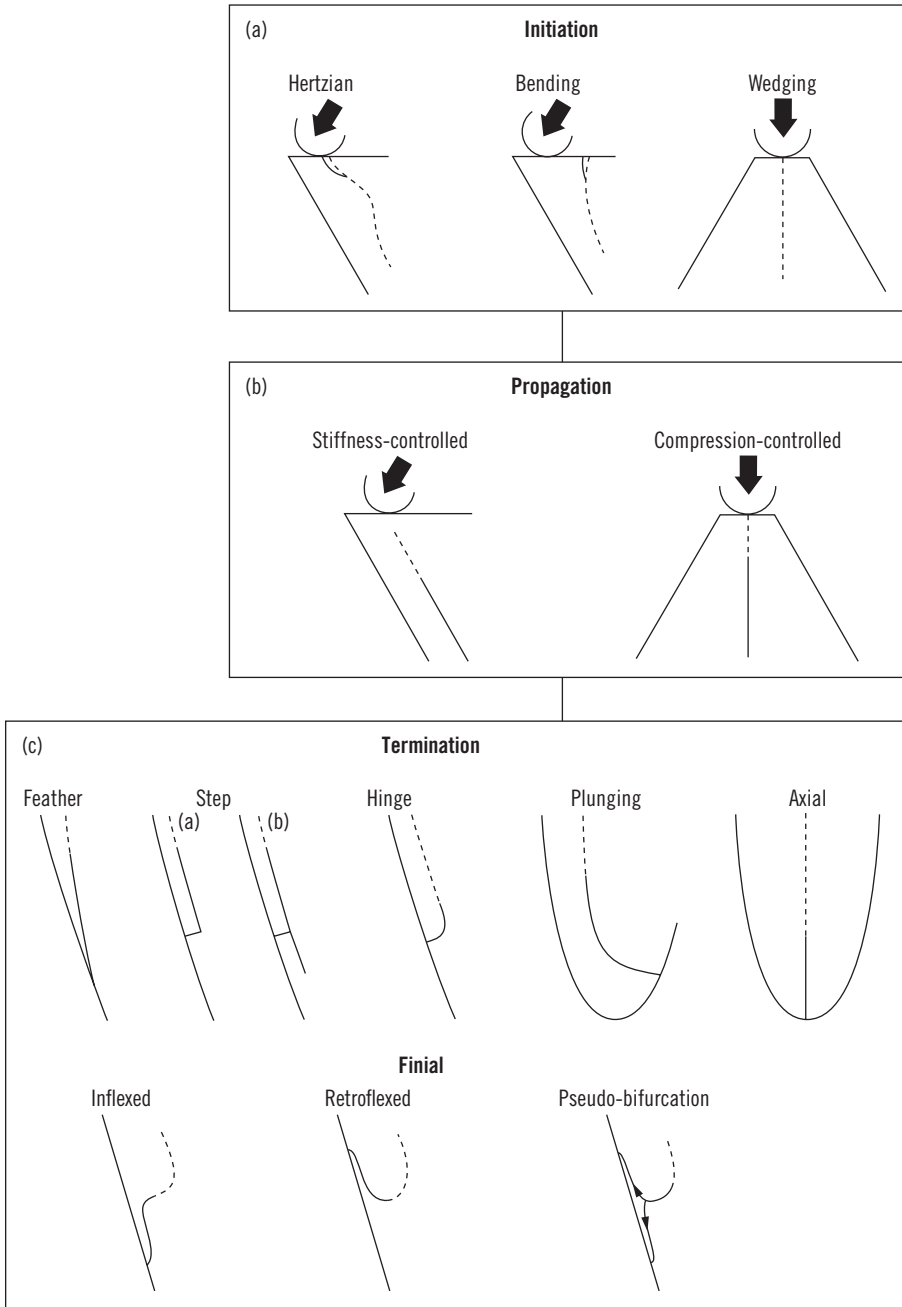 (a)
Initiation
Hertzian
Bending
Wedging
(b)
Propagation
Stiffness-controlled
Compression-controlled
(c)
Termination
Feather
Step
Hinge
Plunging
Axial
(a)
(b)
Finial
Inflexed
Retroflexed
Pseudo-bifurcation